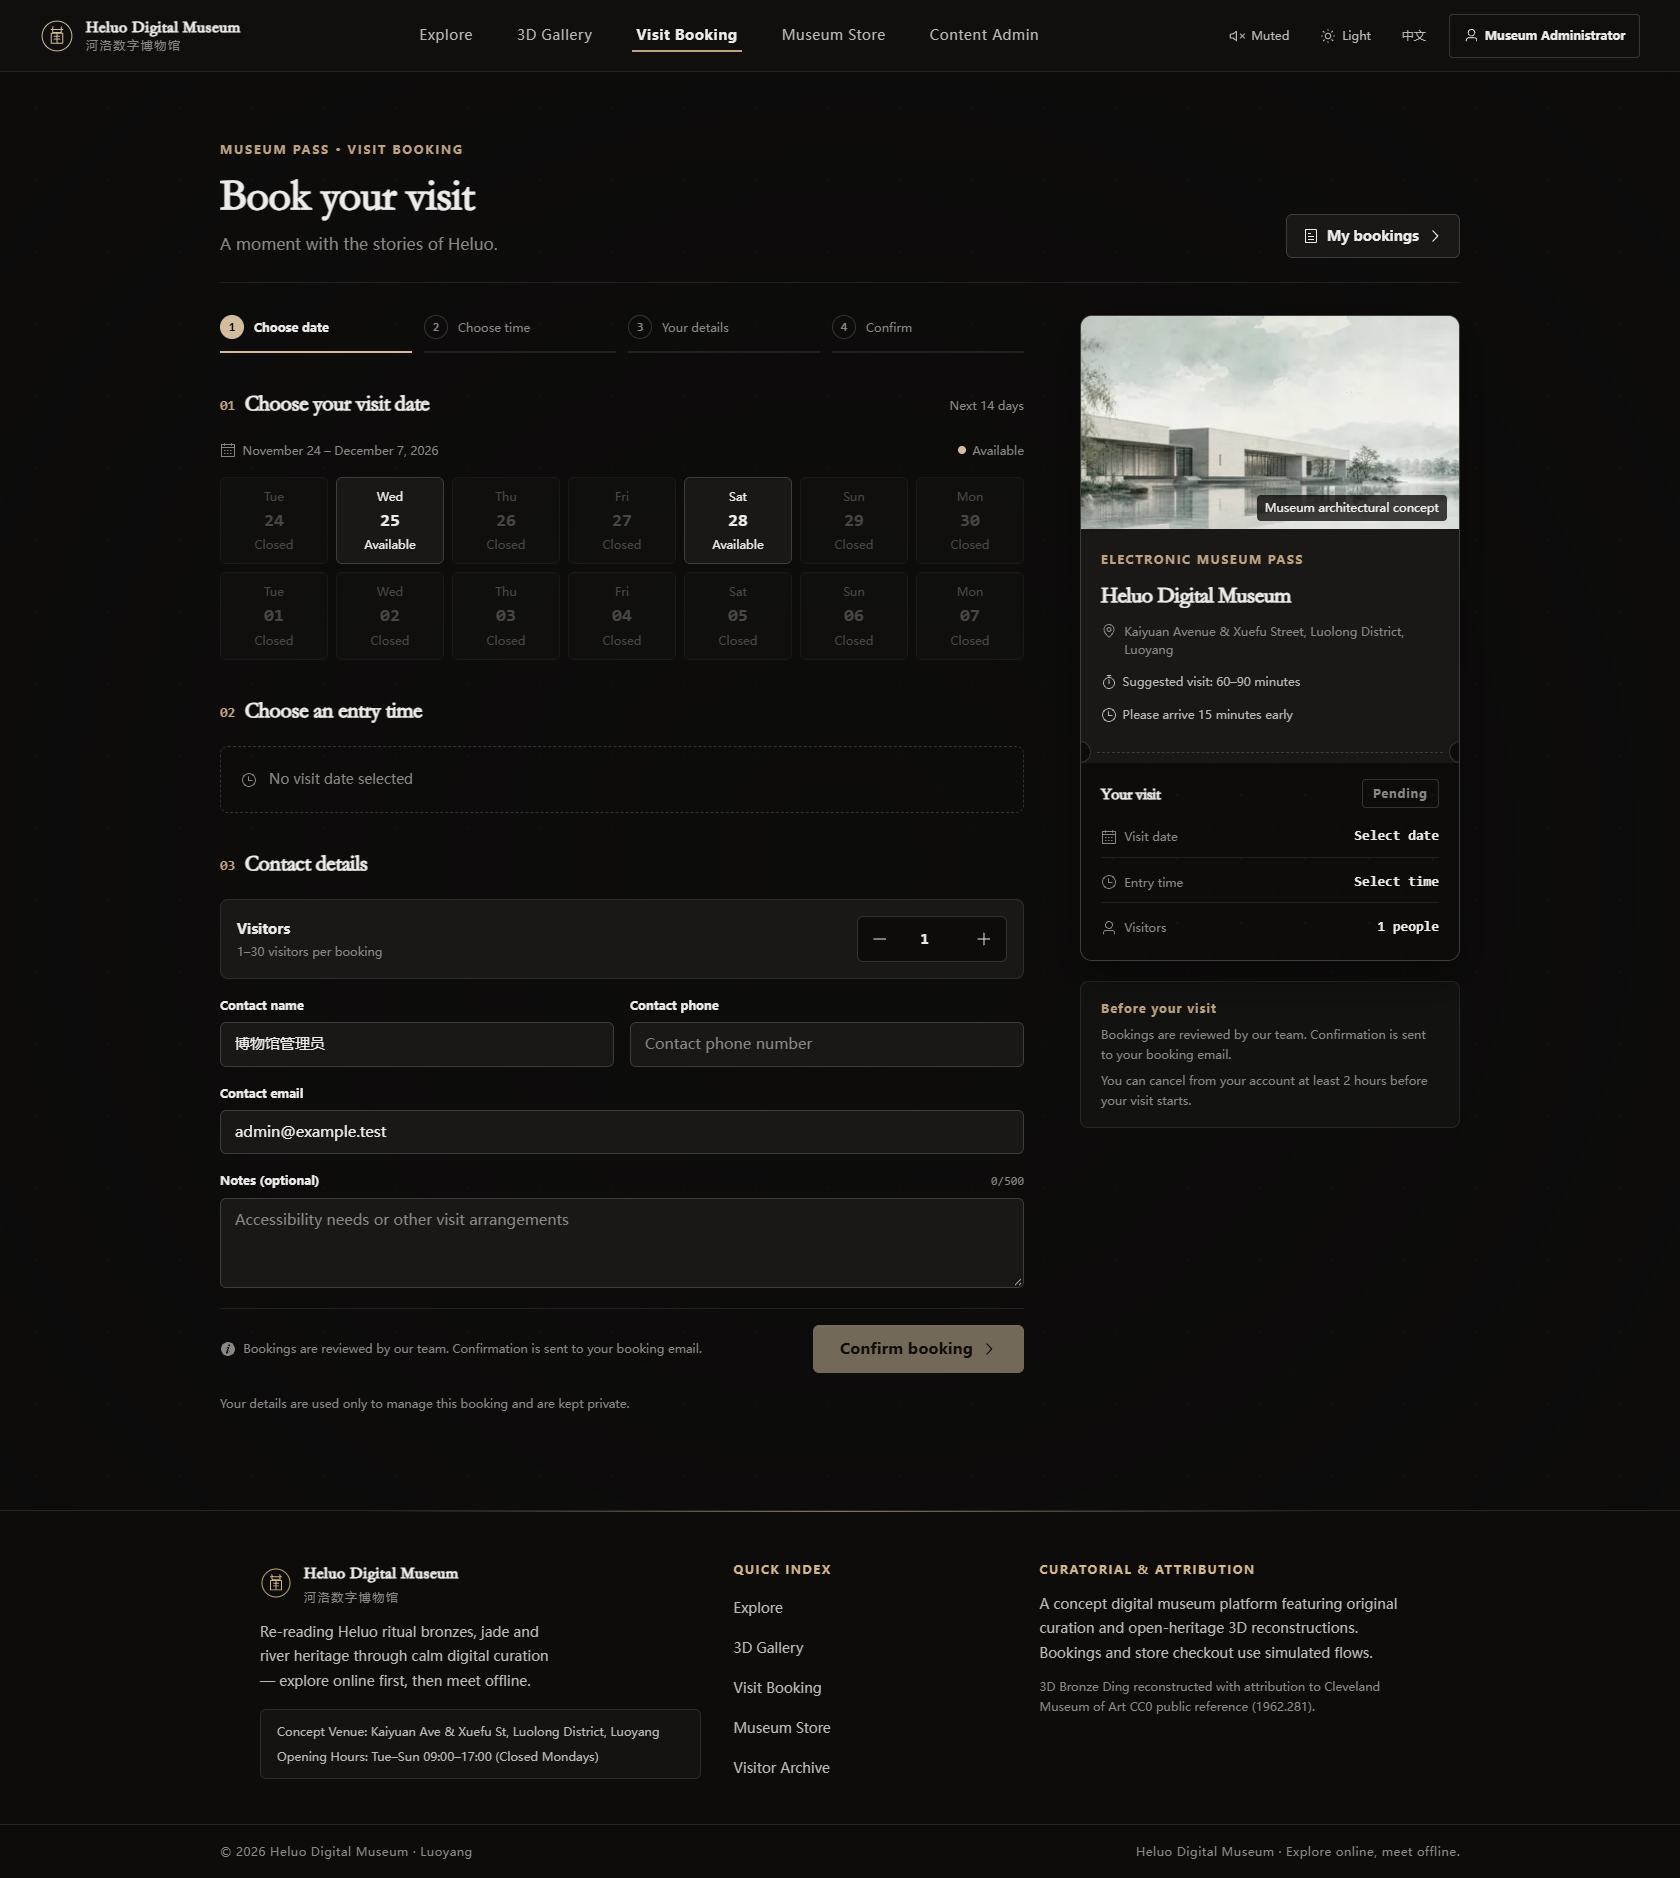 Heluo Digital Museum
河洛数字博物馆
Explore
3D Gallery
Visit Booking
Museum Store
Content Admin
Muted
Light
中文
Museum Administrator
MUSEUM PASS • VISIT BOOKING
Book your visit
A moment with the stories of Heluo.
My bookings
1 Choose date
2 Choose time
3 Your details
4 Confirm
01 Choose your visit date
Next 14 days
November 24 – December 7, 2026
Available
Tue 24 Closed
Wed 25 Available
Thu 26 Closed
Fri 27 Closed
Sat 28 Available
Sun 29 Closed
Mon 30 Closed
Tue 01 Closed
Wed 02 Closed
Thu 03 Closed
Fri 04 Closed
Sat 05 Closed
Sun 06 Closed
Mon 07 Closed
02 Choose an entry time
No visit date selected
03 Contact details
Visitors
1–30 visitors per booking
1
Contact name
博物馆管理员
Contact phone
Contact phone number
Contact email
admin@example.test
Notes (optional)
0/500
Accessibility needs or other visit arrangements
Bookings are reviewed by our team. Confirmation is sent to your booking email.
Confirm booking
Your details are used only to manage this booking and are kept private.
Museum architectural concept
ELECTRONIC MUSEUM PASS
Heluo Digital Museum
Kaiyuan Avenue & Xuefu Street, Luolong District,
Luoyang
Suggested visit: 60–90 minutes
Please arrive 15 minutes early
Your visit
Pending
Visit date
Select date
Entry time
Select time
Visitors
1 people
Before your visit
Bookings are reviewed by our team. Confirmation is sent
to your booking email.
You can cancel from your account at least 2 hours before
your visit starts.
Heluo Digital Museum
河洛数字博物馆
Re-reading Heluo ritual bronzes, jade and
river heritage through calm digital curation
— explore online first, then meet offline.
Concept Venue: Kaiyuan Ave & Xuefu St, Luolong District, Luoyang
Opening Hours: Tue–Sun 09:00–17:00 (Closed Mondays)
QUICK INDEX
Explore
3D Gallery
Visit Booking
Museum Store
Visitor Archive
CURATORIAL & ATTRIBUTION
A concept digital museum platform featuring original
curation and open-heritage 3D reconstructions.
Bookings and store checkout use simulated flows.
3D Bronze Ding reconstructed with attribution to Cleveland
Museum of Art CC0 public reference (1962.281).
© 2026 Heluo Digital Museum · Luoyang
Heluo Digital Museum · Explore online, meet offline.